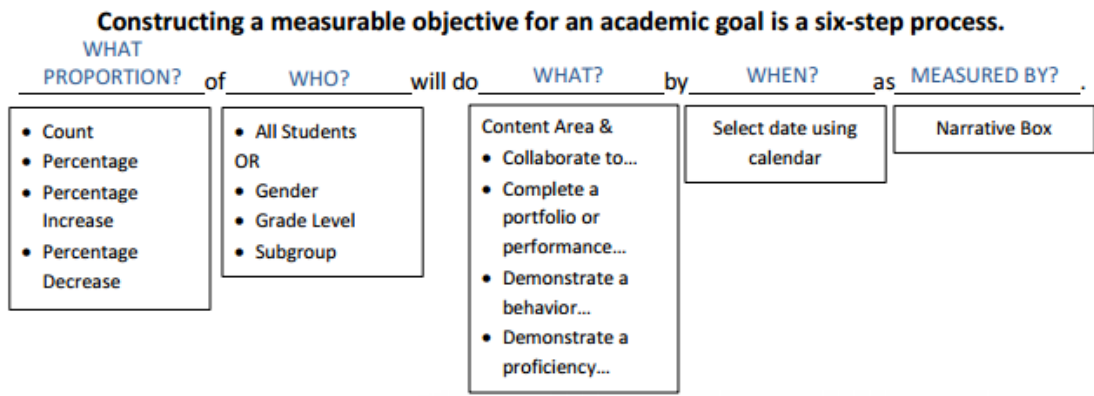 Constructing a measurable objective for an academic goal is a six-step process.
WHAT
PROPORTION? of WHO? will do WHAT? by WHEN? as MEASURED BY? .
• Count
• Percentage
• Percentage
Increase
• Percentage
Decrease
• All Students
OR
• Gender
• Grade Level
• Subgroup
Content Area &
• Collaborate to...
• Complete a
portfolio or
performance...
• Demonstrate a
behavior...
• Demonstrate a
proficiency...
Select date using
calendar
Narrative Box